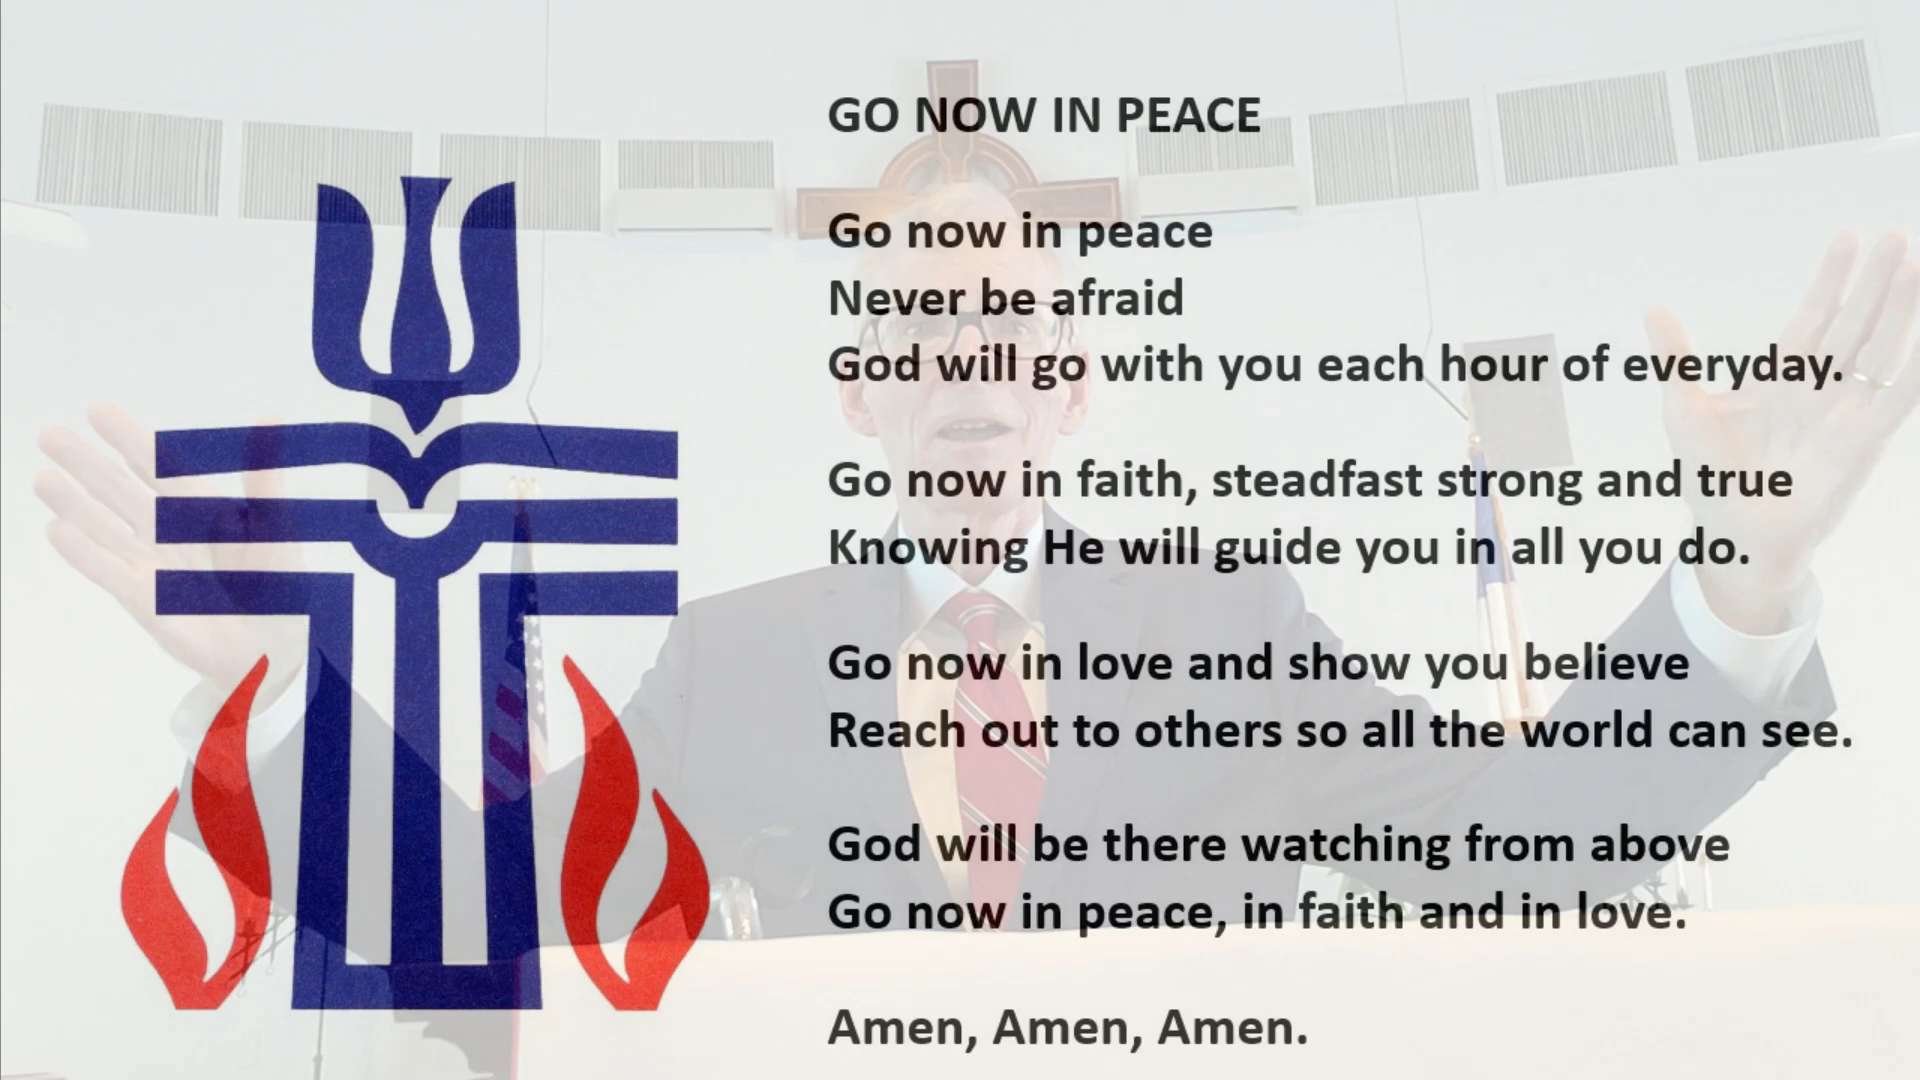 GO NOW IN PEACE
Go now in peace
Never be afraid
God will go with you each hour of everyday.
Go now in faith, steadfast strong and true
Knowing He will guide you in all you do.
Go now in love and show you believe
Reach out to others so all the world can see.
God will be there watching from above
Go now in peace, in faith and in love.
Amen, Amen, Amen.